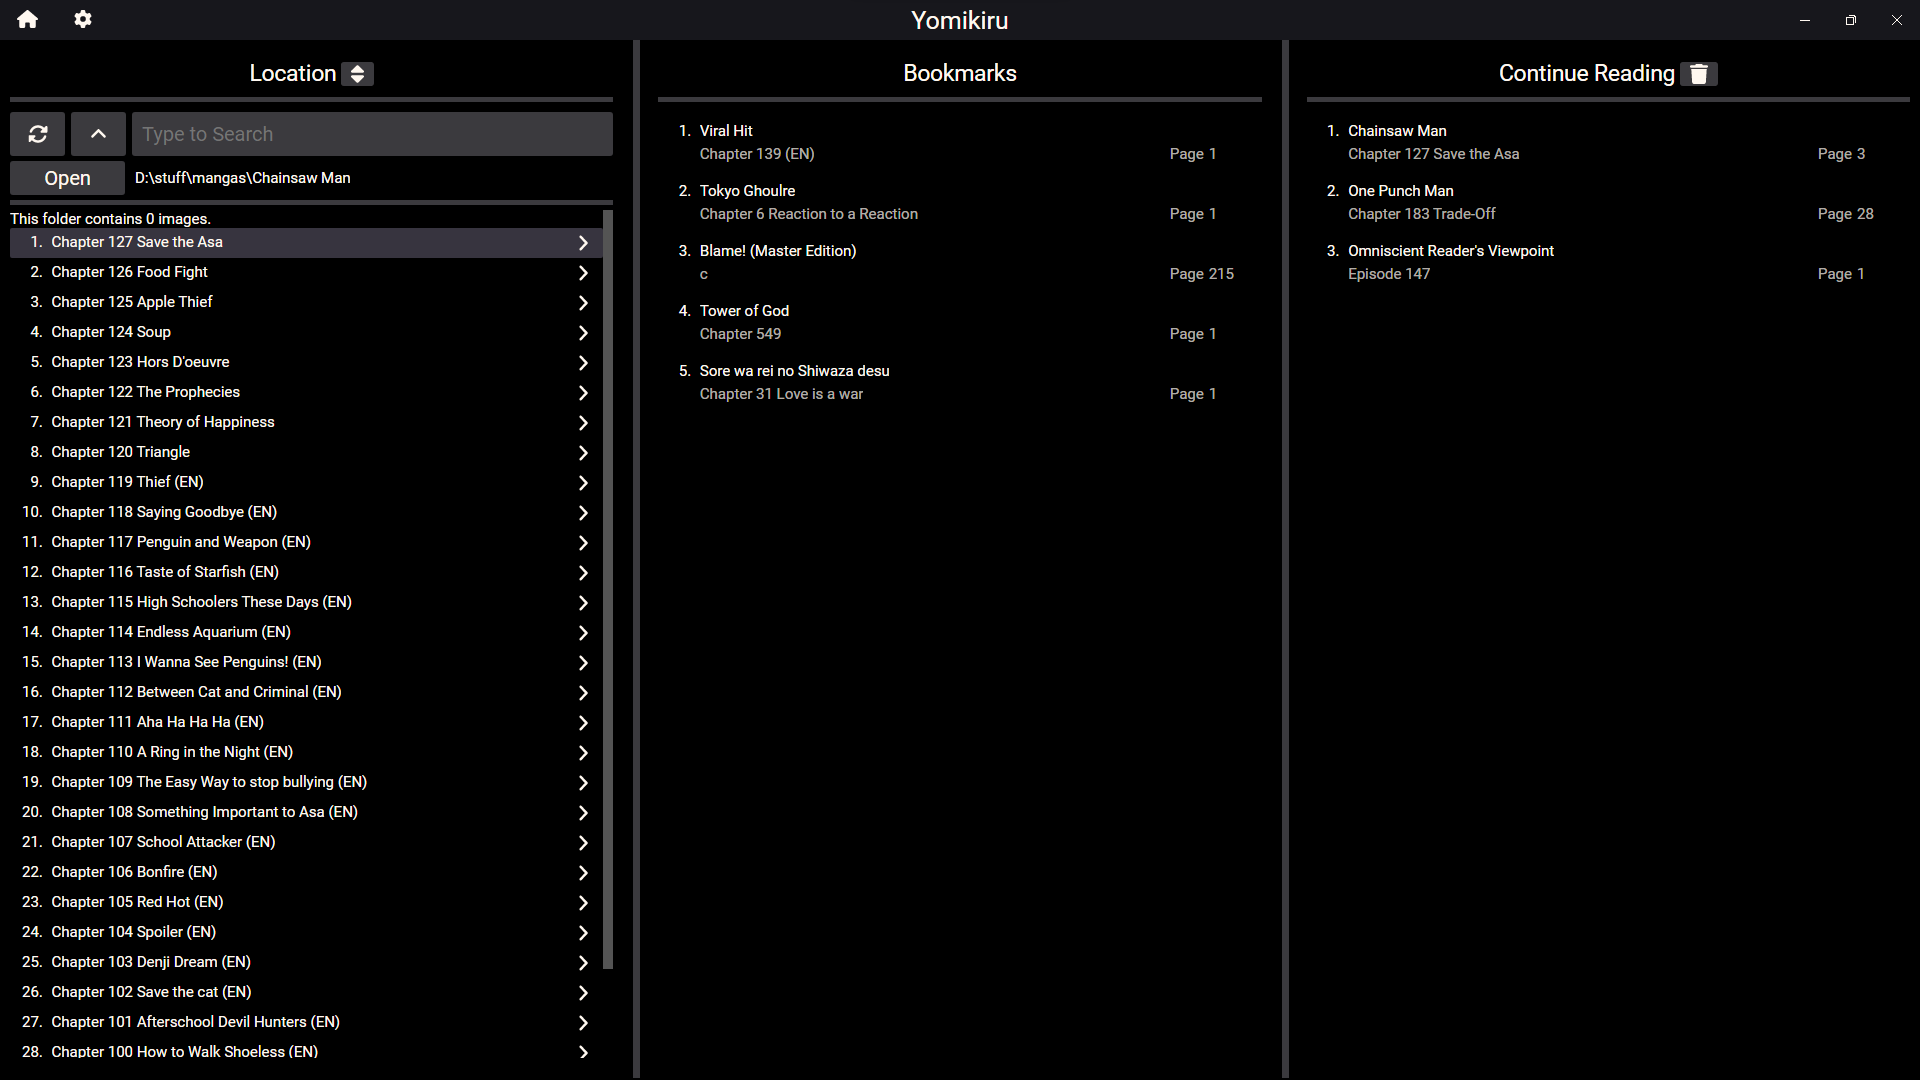 Yomikiru
Location
Type to Search
Open D:\stuff\mangas\Chainsaw Man
This folder contains 0 images.
1. Chapter 127 Save the Asa
2. Chapter 126 Food Fight
3. Chapter 125 Apple Thief
4. Chapter 124 Soup
5. Chapter 123 Hors D'oeuvre
6. Chapter 122 The Prophecies
7. Chapter 121 Theory of Happiness
8. Chapter 120 Triangle
9. Chapter 119 Thief (EN)
10. Chapter 118 Saying Goodbye (EN)
11. Chapter 117 Penguin and Weapon (EN)
12. Chapter 116 Taste of Starfish (EN)
13. Chapter 115 High Schoolers These Days (EN)
14. Chapter 114 Endless Aquarium (EN)
15. Chapter 113 I Wanna See Penguins! (EN)
16. Chapter 112 Between Cat and Criminal (EN)
17. Chapter 111 Aha Ha Ha Ha (EN)
18. Chapter 110 A Ring in the Night (EN)
19. Chapter 109 The Easy Way to stop bullying (EN)
20. Chapter 108 Something Important to Asa (EN)
21. Chapter 107 School Attacker (EN)
22. Chapter 106 Bonfire (EN)
23. Chapter 105 Red Hot (EN)
24. Chapter 104 Spoiler (EN)
25. Chapter 103 Denji Dream (EN)
26. Chapter 102 Save the cat (EN)
27. Chapter 101 Afterschool Devil Hunters (EN)
28. Chapter 100 How to Walk Shoeless (EN)
Bookmarks
1. Viral Hit
Chapter 139 (EN) Page 1
2. Tokyo Ghoulre
Chapter 6 Reaction to a Reaction Page 1
3. Blame! (Master Edition)
c Page 215
4. Tower of God
Chapter 549 Page 1
5. Sore wa rei no Shiwaza desu
Chapter 31 Love is a war Page 1
Continue Reading
1. Chainsaw Man
Chapter 127 Save the Asa Page 3
2. One Punch Man
Chapter 183 Trade-Off Page 28
3. Omniscient Reader's Viewpoint
Episode 147 Page 1